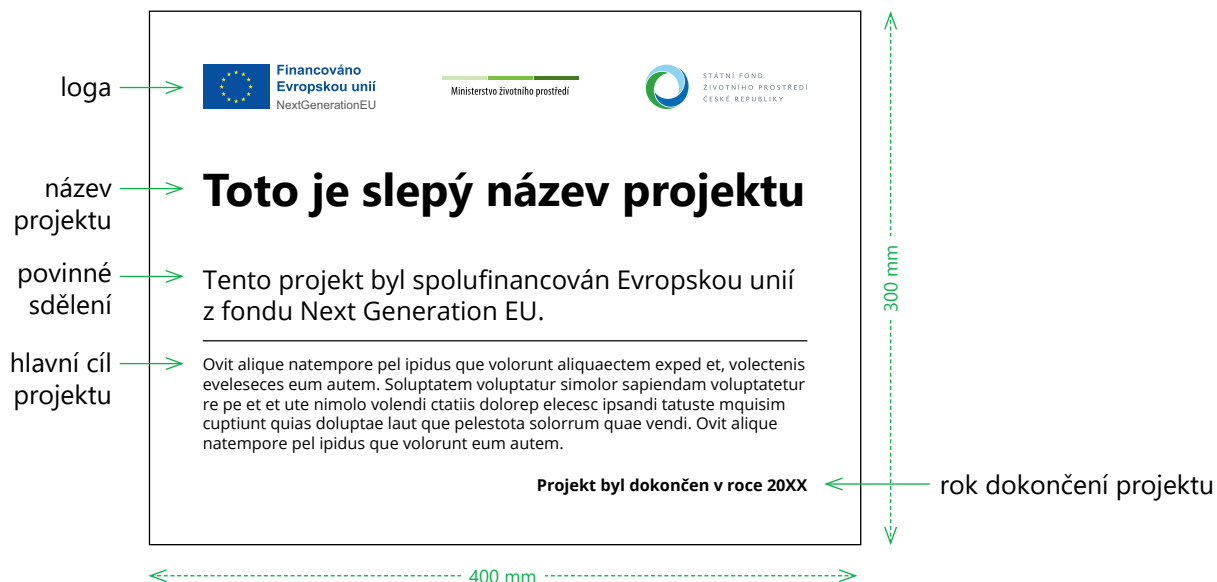 loga
Financováno
Evropskou unií
NextGenerationEU
Ministerstvo životního prostředí
STÁTNÍ FOND
ŽIVOTNÍHO PROSTŘEDÍ
ČESKÉ REPUBLIKY
název
projektu
Toto je slepý název projektu
povinné
sdělení
Tento projekt byl spolufinancován Evropskou unií
z fondu Next Generation EU.
hlavní cíl
projektu
Ovit alique natempore pel ipidus que volorunt aliquaectem exped et, volectenis
eveleseces eum autem. Soluptatem voluptatur simolor sapiendam voluptatetur
re pe et et ute nimolo volendi ctatiis dolorep elecesc ipsandi tatuste mquisim
cuptiunt quias doluptae laut que pelestota solorrum quae vendi. Ovit alique
natempore pel ipidus que volorunt eum autem.
Projekt byl dokončen v roce 20XX
rok dokončení projektu
300 mm
400 mm